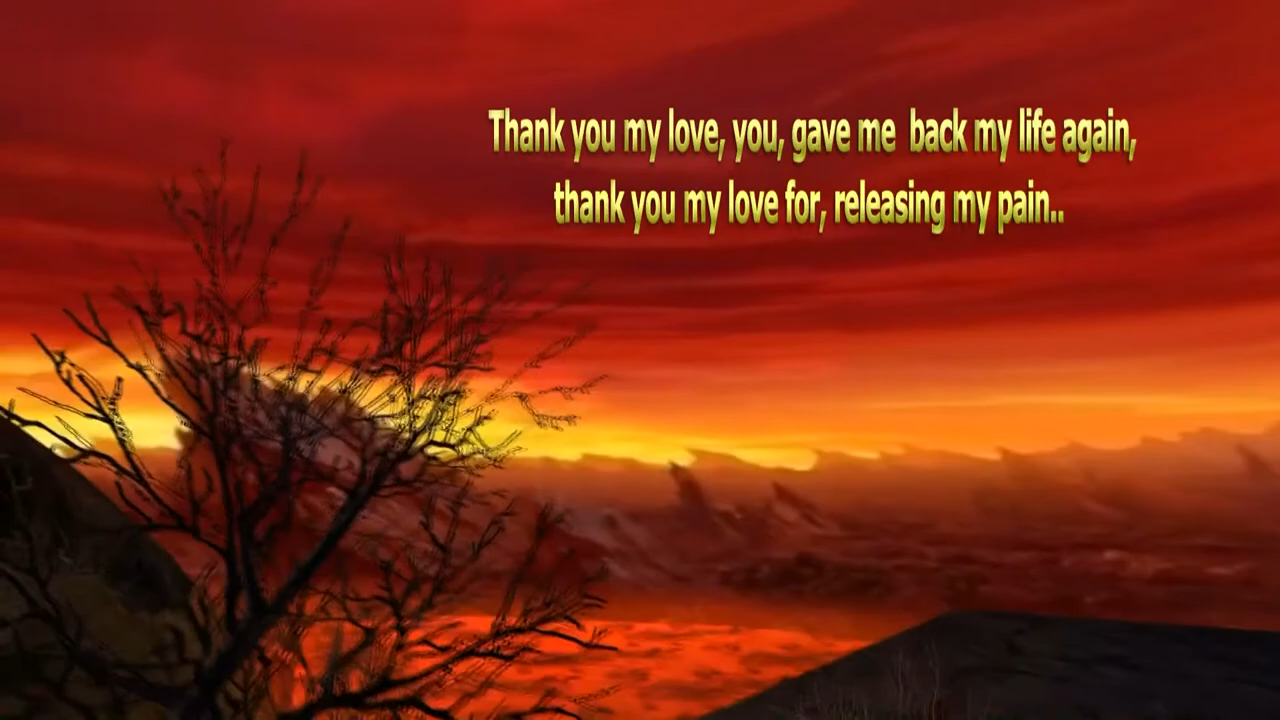 Thank you my love, you, gave me  back my life again,
thank you my love for, releasing my pain..